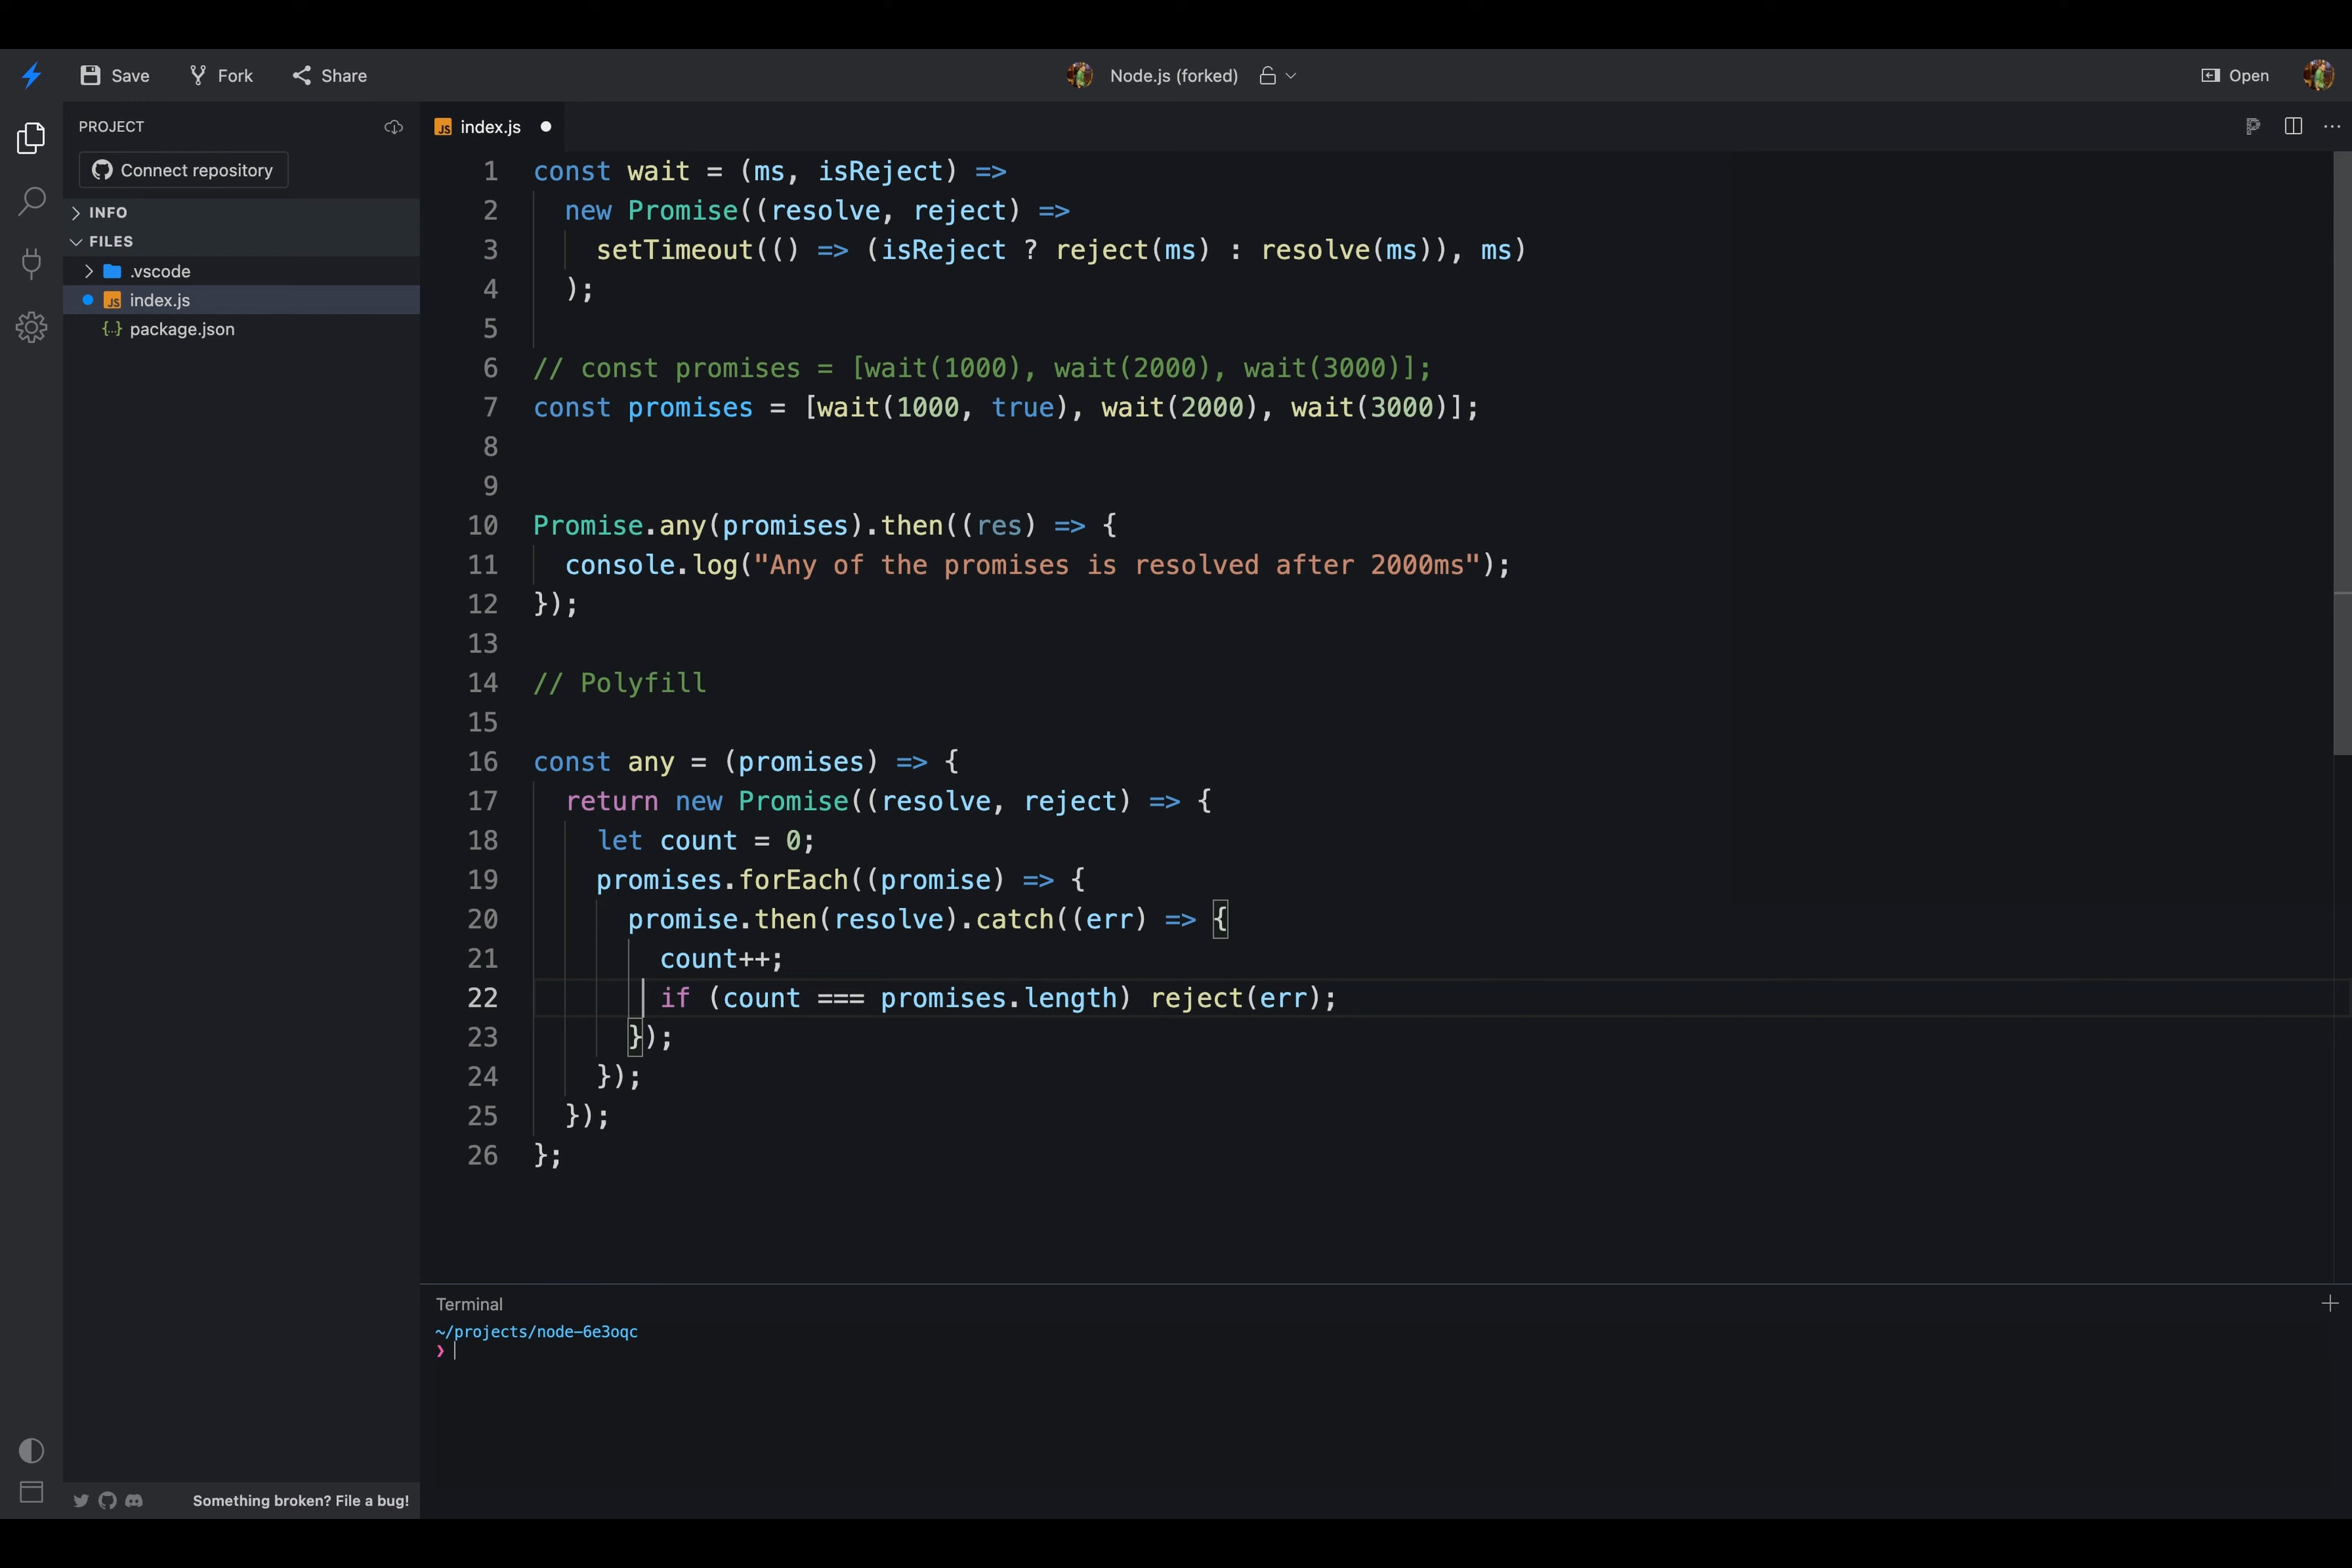 Save Fork Share Node.js (forked) Open
PROJECT
Connect repository
INFO
FILES
.vscode
JS index.js
{..} package.json
JS index.js
1 const wait = (ms, isReject) =>
2 new Promise((resolve, reject) =>
3 setTimeout(() => (isReject ? reject(ms) : resolve(ms)), ms)
4 );
5
6 // const promises = [wait(1000), wait(2000), wait(3000)];
7 const promises = [wait(1000, true), wait(2000), wait(3000)];
8
9
10 Promise.any(promises).then((res) => {
11 console.log("Any of the promises is resolved after 2000ms");
12 });
13
14 // Polyfill
15
16 const any = (promises) => {
17 return new Promise((resolve, reject) => {
18 let count = 0;
19 promises.forEach((promise) => {
20 promise.then(resolve).catch((err) => {
21 count++;
22 if (count === promises.length) reject(err);
23 });
24 });
25 });
26 };
Terminal
~/projects/node-6e3oqc
❯
Something broken? File a bug!